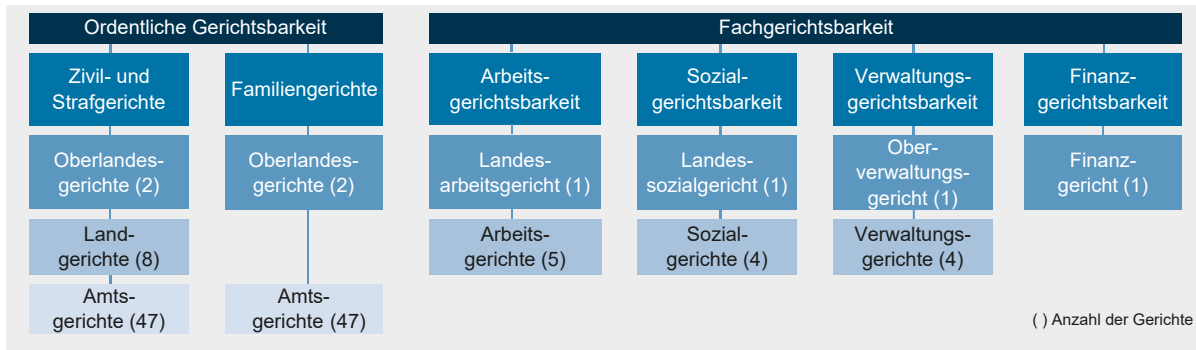 Ordentliche Gerichtsbarkeit
Zivil- und
Strafgerichte
Oberlandes-
gerichte (2)
Land-
gerichte (8)
Amts-
gerichte (47)
Familiengerichte
Oberlandes-
gerichte (2)
Amts-
gerichte (47)
Fachgerichtsbarkeit
Arbeits-
gerichtsbarkeit
Landes-
arbeitsgericht (1)
Arbeits-
gerichte (5)
Sozial-
gerichtsbarkeit
Landes-
sozialgericht (1)
Sozial-
gerichte (4)
Verwaltungs-
gerichtsbarkeit
Ober-
verwaltungs-
gericht (1)
Verwaltungs-
gerichte (4)
Finanz-
gerichtsbarkeit
Finanz-
gericht (1)
( ) Anzahl der Gerichte